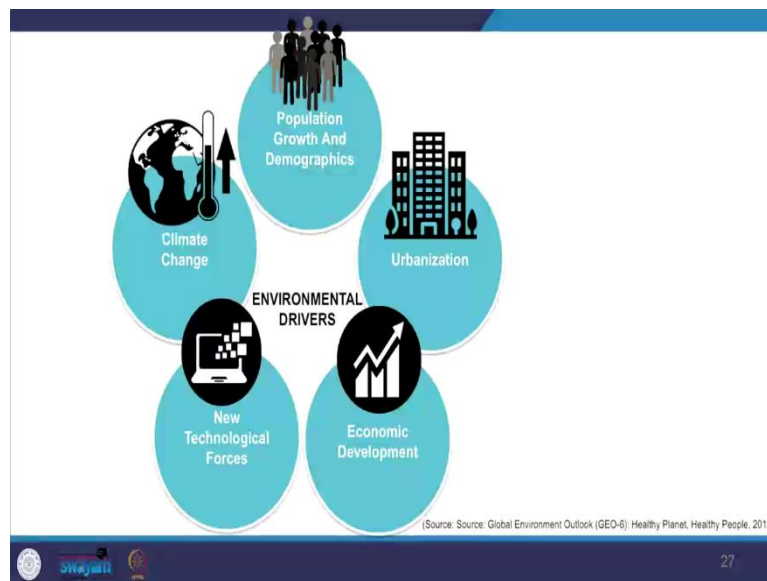 Population
Growth And
Demographics
Climate
Change
Urbanization
ENVIRONMENTAL
DRIVERS
New
Technological
Forces
Economic
Development
(Source: Source: Global Environment Outlook (GEO-6): Healthy Planet, Healthy People, 201
swayam
27